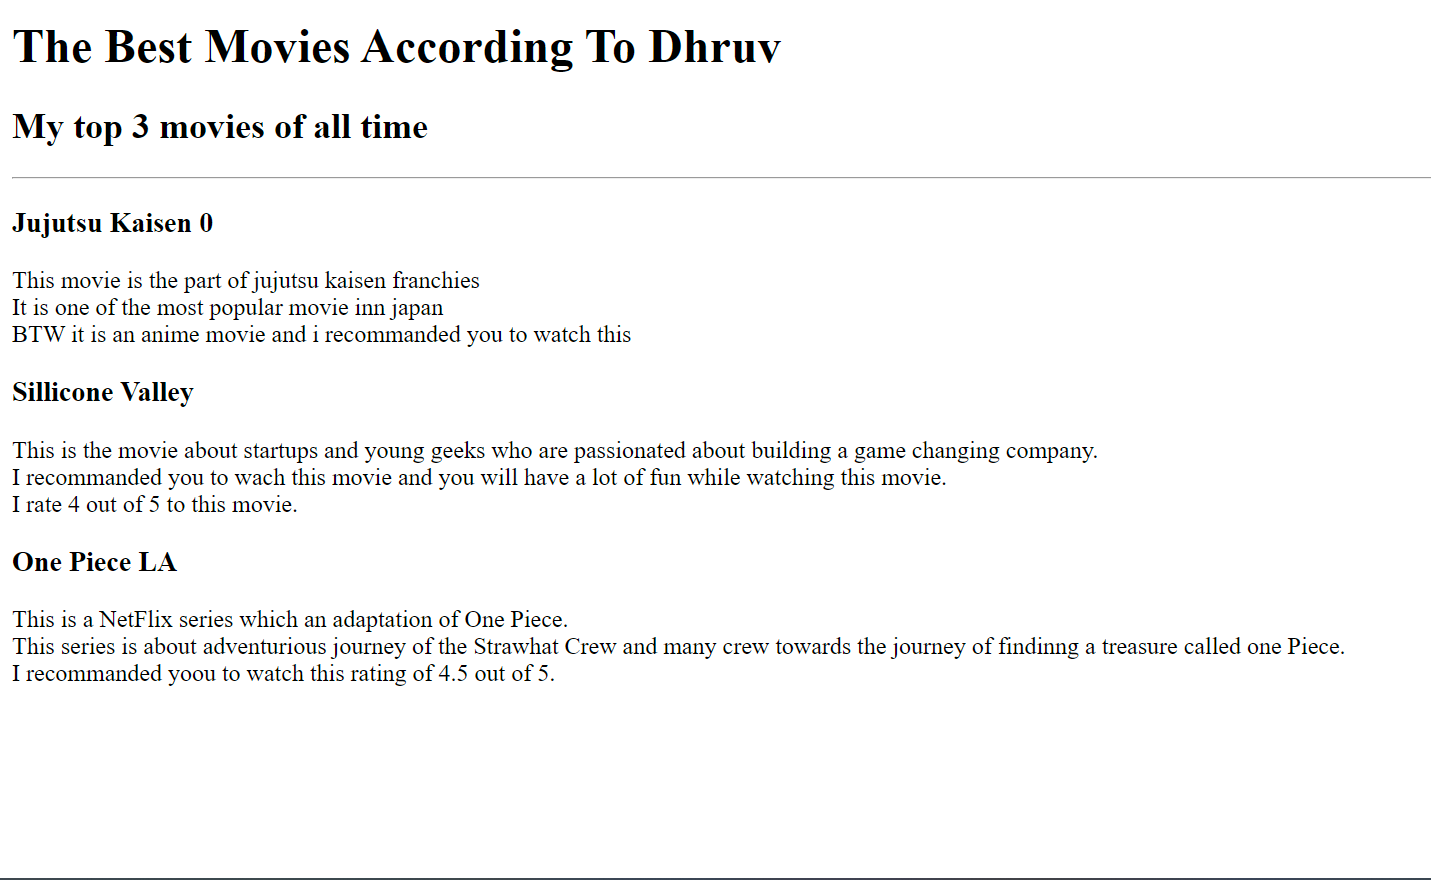 The Best Movies According To Dhruv
My top 3 movies of all time
Jujutsu Kaisen 0
This movie is the part of jujutsu kaisen franchies
It is one of the most popular movie inn japan
BTW it is an anime movie and i recommanded you to watch this
Sillicone Valley
This is the movie about startups and young geeks who are passionated about building a game changing company.
I recommanded you to wach this movie and you will have a lot of fun while watching this movie.
I rate 4 out of 5 to this movie.
One Piece LA
This is a NetFlix series which an adaptation of One Piece.
This series is about adventurious journey of the Strawhat Crew and many crew towards the journey of findinng a treasure called one Piece.
I recommanded yoou to watch this rating of 4.5 out of 5.